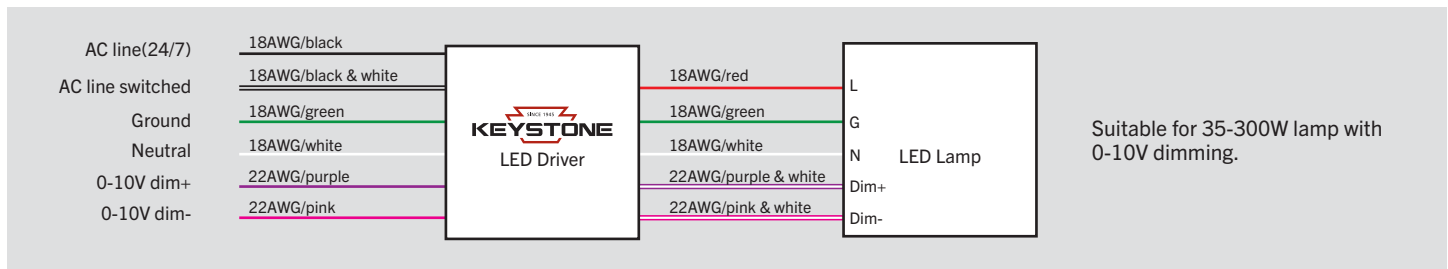 AC line(24/7)
18AWG/black
AC line switched
18AWG/black & white
Ground
18AWG/green
Neutral
18AWG/white
0-10V dim+
22AWG/purple
0-10V dim-
22AWG/pink
SINCE 1945
KEYSTONE
LED Driver
18AWG/red
L
18AWG/green
G
18AWG/white
N
22AWG/purple & white
Dim+
22AWG/pink & white
Dim-
LED Lamp
Suitable for 35-300W lamp with
0-10V dimming.